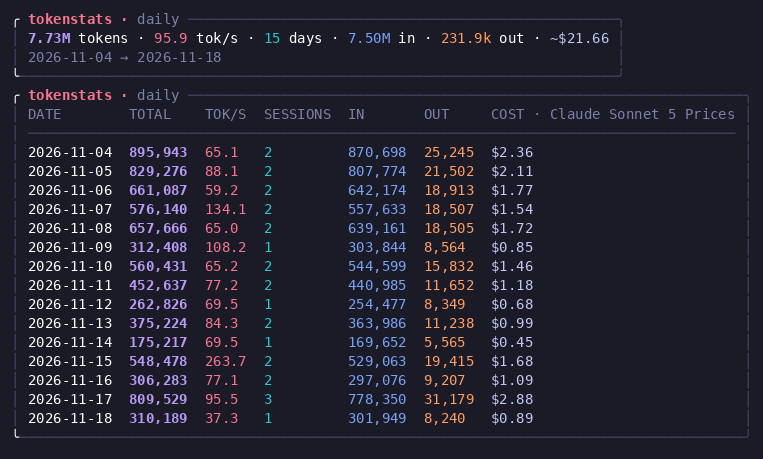 tokenstats · daily
7.73M tokens · 95.9 tok/s · 15 days · 7.50M in · 231.9k out · ~$21.66
2026-11-04 → 2026-11-18
tokenstats · daily
DATE TOTAL TOK/S SESSIONS IN OUT COST · Claude Sonnet 5 Prices
2026-11-04 895,943 65.1 2 870,698 25,245 $2.36
2026-11-05 829,276 88.1 2 807,774 21,502 $2.11
2026-11-06 661,087 59.2 2 642,174 18,913 $1.77
2026-11-07 576,140 134.1 2 557,633 18,507 $1.54
2026-11-08 657,666 65.0 2 639,161 18,505 $1.72
2026-11-09 312,408 108.2 1 303,844 8,564 $0.85
2026-11-10 560,431 65.2 2 544,599 15,832 $1.46
2026-11-11 452,637 77.2 2 440,985 11,652 $1.18
2026-11-12 262,826 69.5 1 254,477 8,349 $0.68
2026-11-13 375,224 84.3 2 363,986 11,238 $0.99
2026-11-14 175,217 69.5 1 169,652 5,565 $0.45
2026-11-15 548,478 263.7 2 529,063 19,415 $1.68
2026-11-16 306,283 77.1 2 297,076 9,207 $1.09
2026-11-17 809,529 95.5 3 778,350 31,179 $2.88
2026-11-18 310,189 37.3 1 301,949 8,240 $0.89